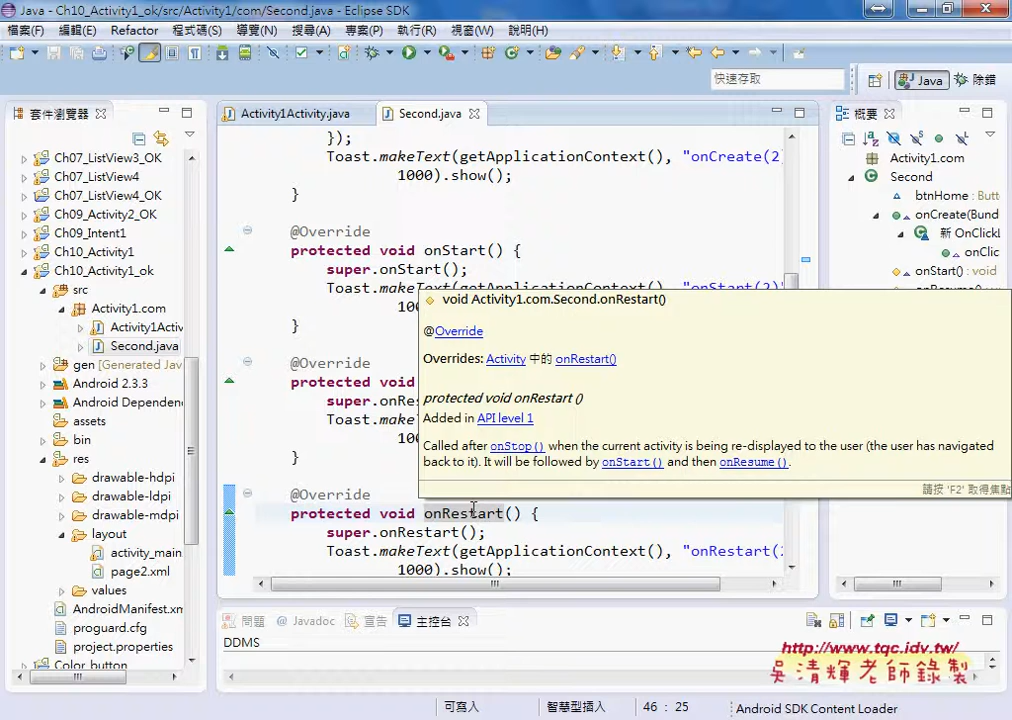 Java - Ch10_Activity1_ok/src/Activity1/com/Second.java - Eclipse SDK
檔案(F) 編輯(E) Refactor 程式碼(S) 導覽(N) 搜尋(A) 專案(P) 執行(R) 視窗(W) 說明(H)
快速存取
Java
除錯
套件瀏覽器
Ch07_ListView3_OK
Ch07_ListView4
Ch07_ListView4_OK
Ch09_Activity2_OK
Ch09_Intent1
Ch10_Activity1
Ch10_Activity1_ok
src
Activity1.com
Activity1Activ
Second.java
gen [Generated Jav
Android 2.3.3
Android Dependen
assets
bin
res
drawable-hdpi
drawable-ldpi
drawable-mdpi
layout
activity_main
page2.xml
values
AndroidManifest.xm
proguard.cfg
project.properties
Color_button
Activity1Activity.java
Second.java
});
Toast.makeText(getApplicationContext(), "onCreate(2)
1000).show();
}
@Override
protected void onStart() {
super.onStart();
Toast.makeText(getApplicationContext(), "onStart(2)"
100
}
@Override
protected void
super.onRes
Toast.make
100
}
@Override
protected void onRestart() {
super.onRestart();
Toast.makeText(getApplicationContext(), "onRestart(2
1000).show();
void Activity1.com.Second.onRestart()
@Override
Overrides: Activity 中的 onRestart()
protected void onRestart ()
Added in API level 1
Called after onStop() when the current activity is being re-displayed to the user (the user has navigated
back to it). It will be followed by onStart() and then onResume().
請按 'F2' 取得焦點
概要
Activity1.com
Second
btnHome : Butt
onCreate(Bund
新 OnClickL
onClic
onStart() : void
問題 @ Javadoc 宣告 主控台
DDMS
http://www.tqc.idv.tw/
吳清輝老師錄製
可寫入
智慧型插入
46 : 25
Android SDK Content Loader